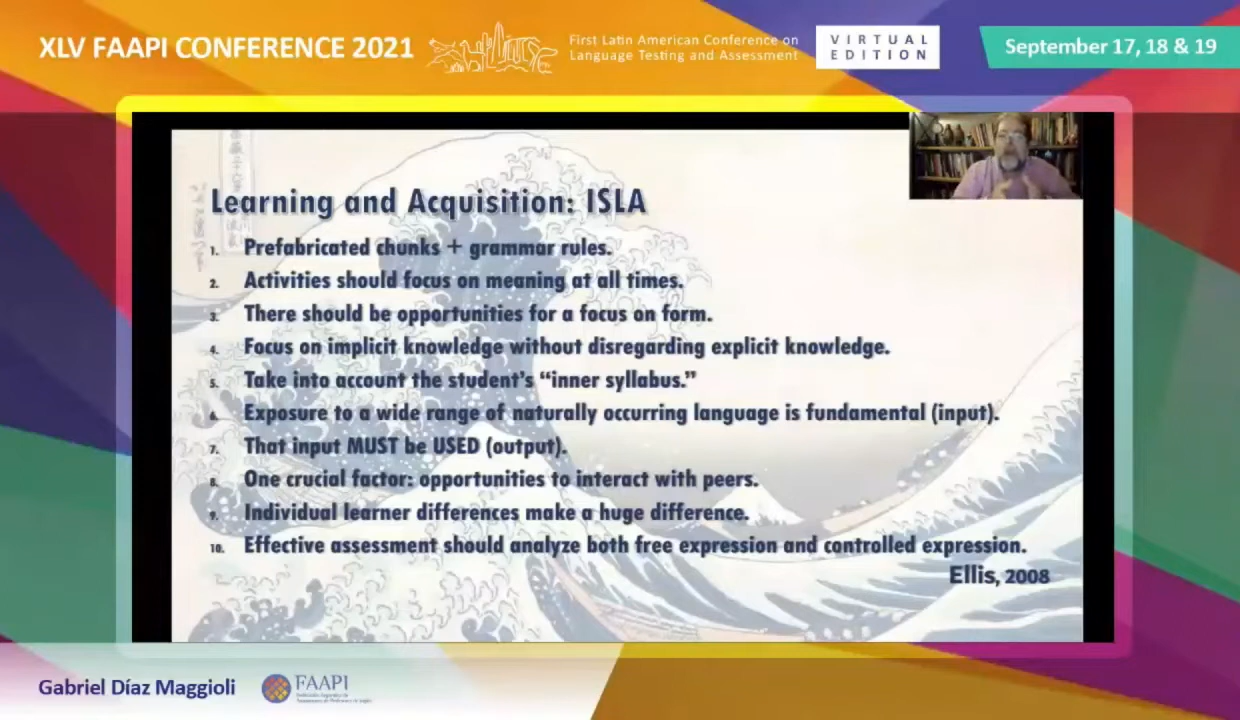 XLV FAAPI CONFERENCE 2021
First Latin American Conference on
Language Testing and Assessment
VIRTUAL
EDITION
September 17, 18 & 19
Learning and Acquisition: ISLA
1. Prefabricated chunks + grammar rules.
2. Activities should focus on meaning at all times.
3. There should be opportunities for a focus on form.
4. Focus on implicit knowledge without disregarding explicit knowledge.
5. Take into account the student’s “inner syllabus.”
6. Exposure to a wide range of naturally occurring language is fundamental (input).
7. That input MUST be USED (output).
8. One crucial factor: opportunities to interact with peers.
9. Individual learner differences make a huge difference.
10. Effective assessment should analyze both free expression and controlled expression.
Ellis, 2008
Gabriel Díaz Maggioli
FAAPI